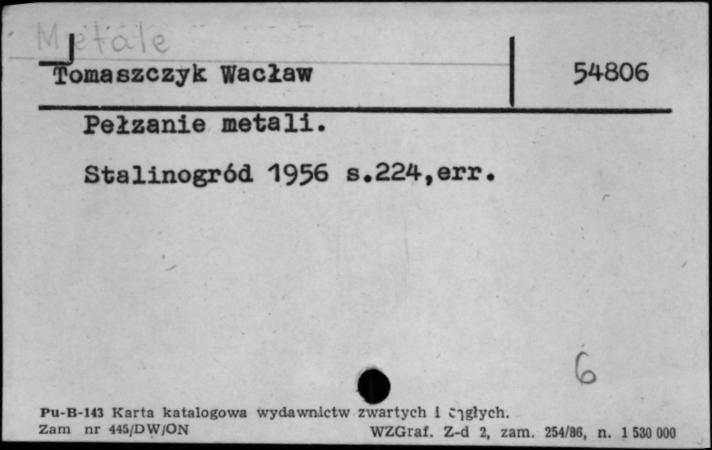 Metale
Tomaszczyk Wacław 54806
Pełzanie metali.
Stalinogród 1956 s.224,err.
6
Pu-B-143 Karta katalogowa wydawnictw zwartych i ciągłych.
Zam nr 445/DW/ON WZGraf. Z-d 2, zam. 254/86, n. 1 530 000